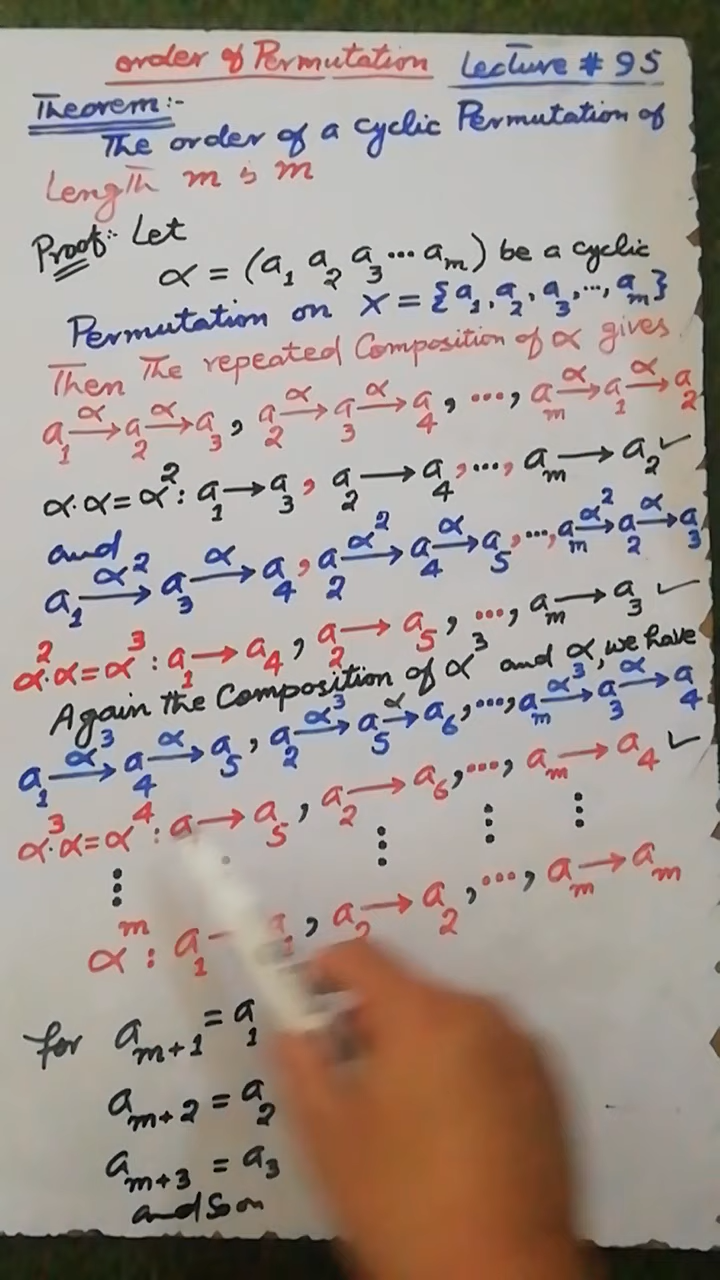 order of Permutation Lecture # 95
Theorem:-
The order of a cyclic Permutation of
Length m is m
Proof:- Let
α = (a₁ a₂ a₃ ... aₘ) be a cyclic
Permutation on X = {a₁, a₂, a₃, ..., aₘ}
Then The repeated Composition of α gives
a₁ —α→ a₂ —α→ a₃, a₂ —α→ a₃ —α→ a₄, ..., aₘ —α→ a₁ —α→ a₂
α·α = α²: a₁ → a₃, a₂ → a₄, ..., aₘ → a₂ ✓
and
a₁ —α²→ a₃ —α→ a₄, a₂ —α²→ a₄ —α→ a₅, ..., aₘ —α²→ a₂ —α→ a₃
α²·α = α³: a₁ → a₄, a₂ → a₅, ..., aₘ → a₃ ✓
Again the Composition of α³ and α, we have
a₁ —α³→ a₄ —α→ a₅, a₂ —α³→ a₅ —α→ a₆, ..., aₘ —α³→ a₃ —α→ a₄
α³·α = α⁴: a → a₅, a₂ → a₆, ..., aₘ → a₄ ✓
⋮ ⋮ ⋮ ⋮
αᵐ: a₁ → a₁, a₂ → a₂, ..., aₘ → aₘ
for aₘ₊₁ = a₁
aₘ₊₂ = a₂
aₘ₊₃ = a₃
and so on